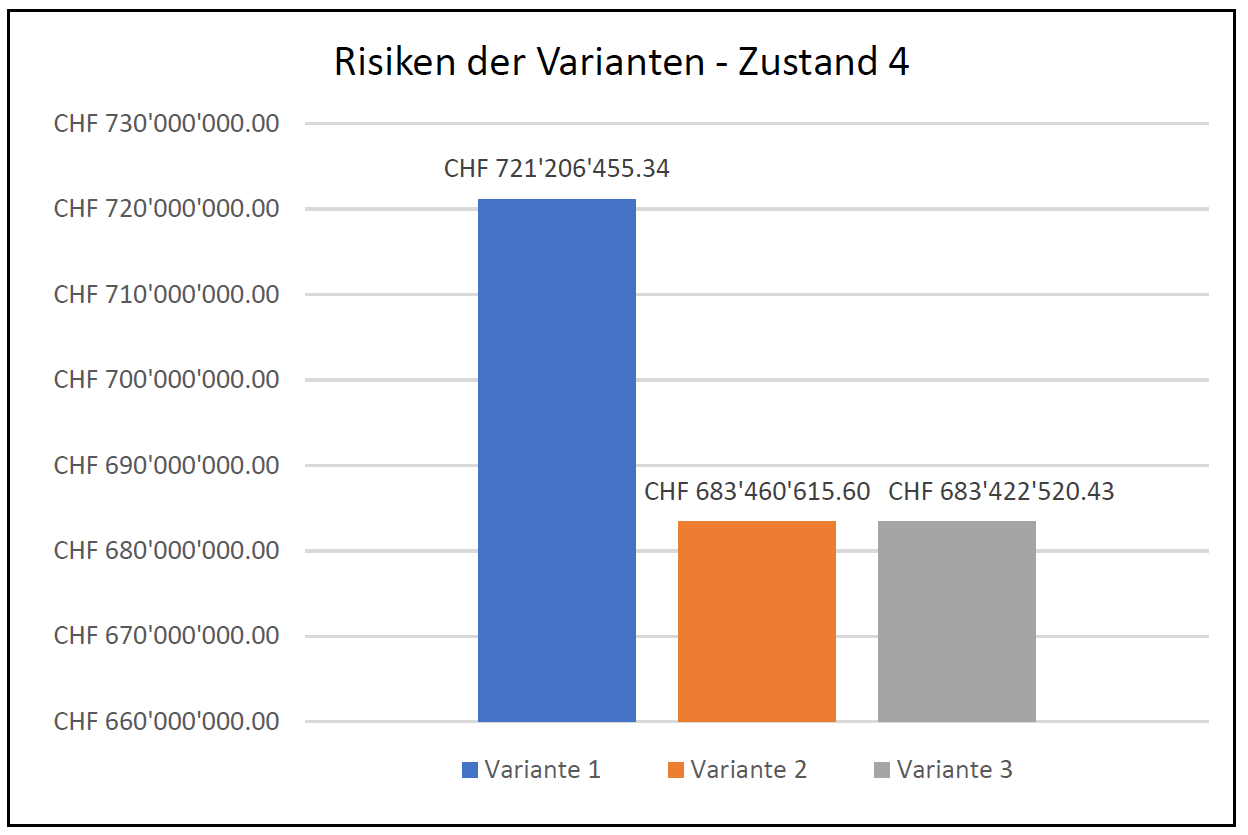 Risiken der Varianten - Zustand 4
CHF 730'000'000.00
CHF 721'206'455.34
CHF 720'000'000.00
CHF 710'000'000.00
CHF 700'000'000.00
CHF 690'000'000.00
CHF 683'460'615.60 CHF 683'422'520.43
CHF 680'000'000.00
CHF 670'000'000.00
CHF 660'000'000.00
Variante 1 Variante 2 Variante 3